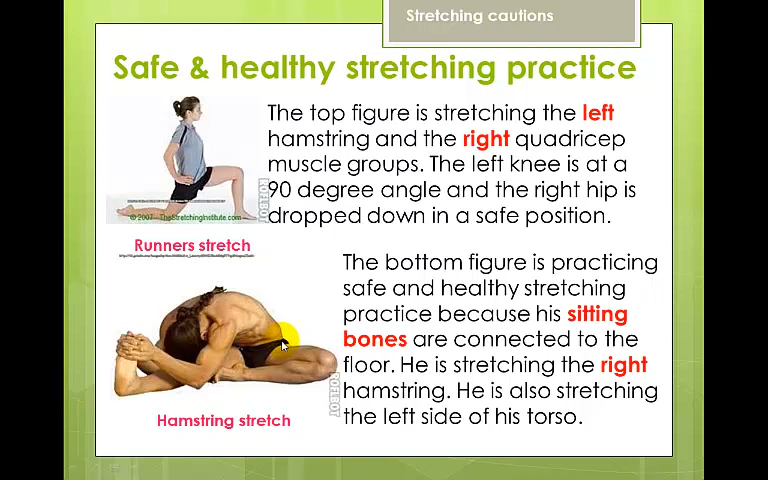 Stretching cautions
Safe & healthy stretching practice
The top figure is stretching the left
hamstring and the right quadricep
muscle groups. The left knee is at a
90 degree angle and the right hip is
dropped down in a safe position.
© 2007 - TheStretchingInstitute.com
Runners stretch
The bottom figure is practicing
safe and healthy stretching
practice because his sitting
bones are connected to the
floor. He is stretching the right
hamstring. He is also stretching
the left side of his torso.
Hamstring stretch